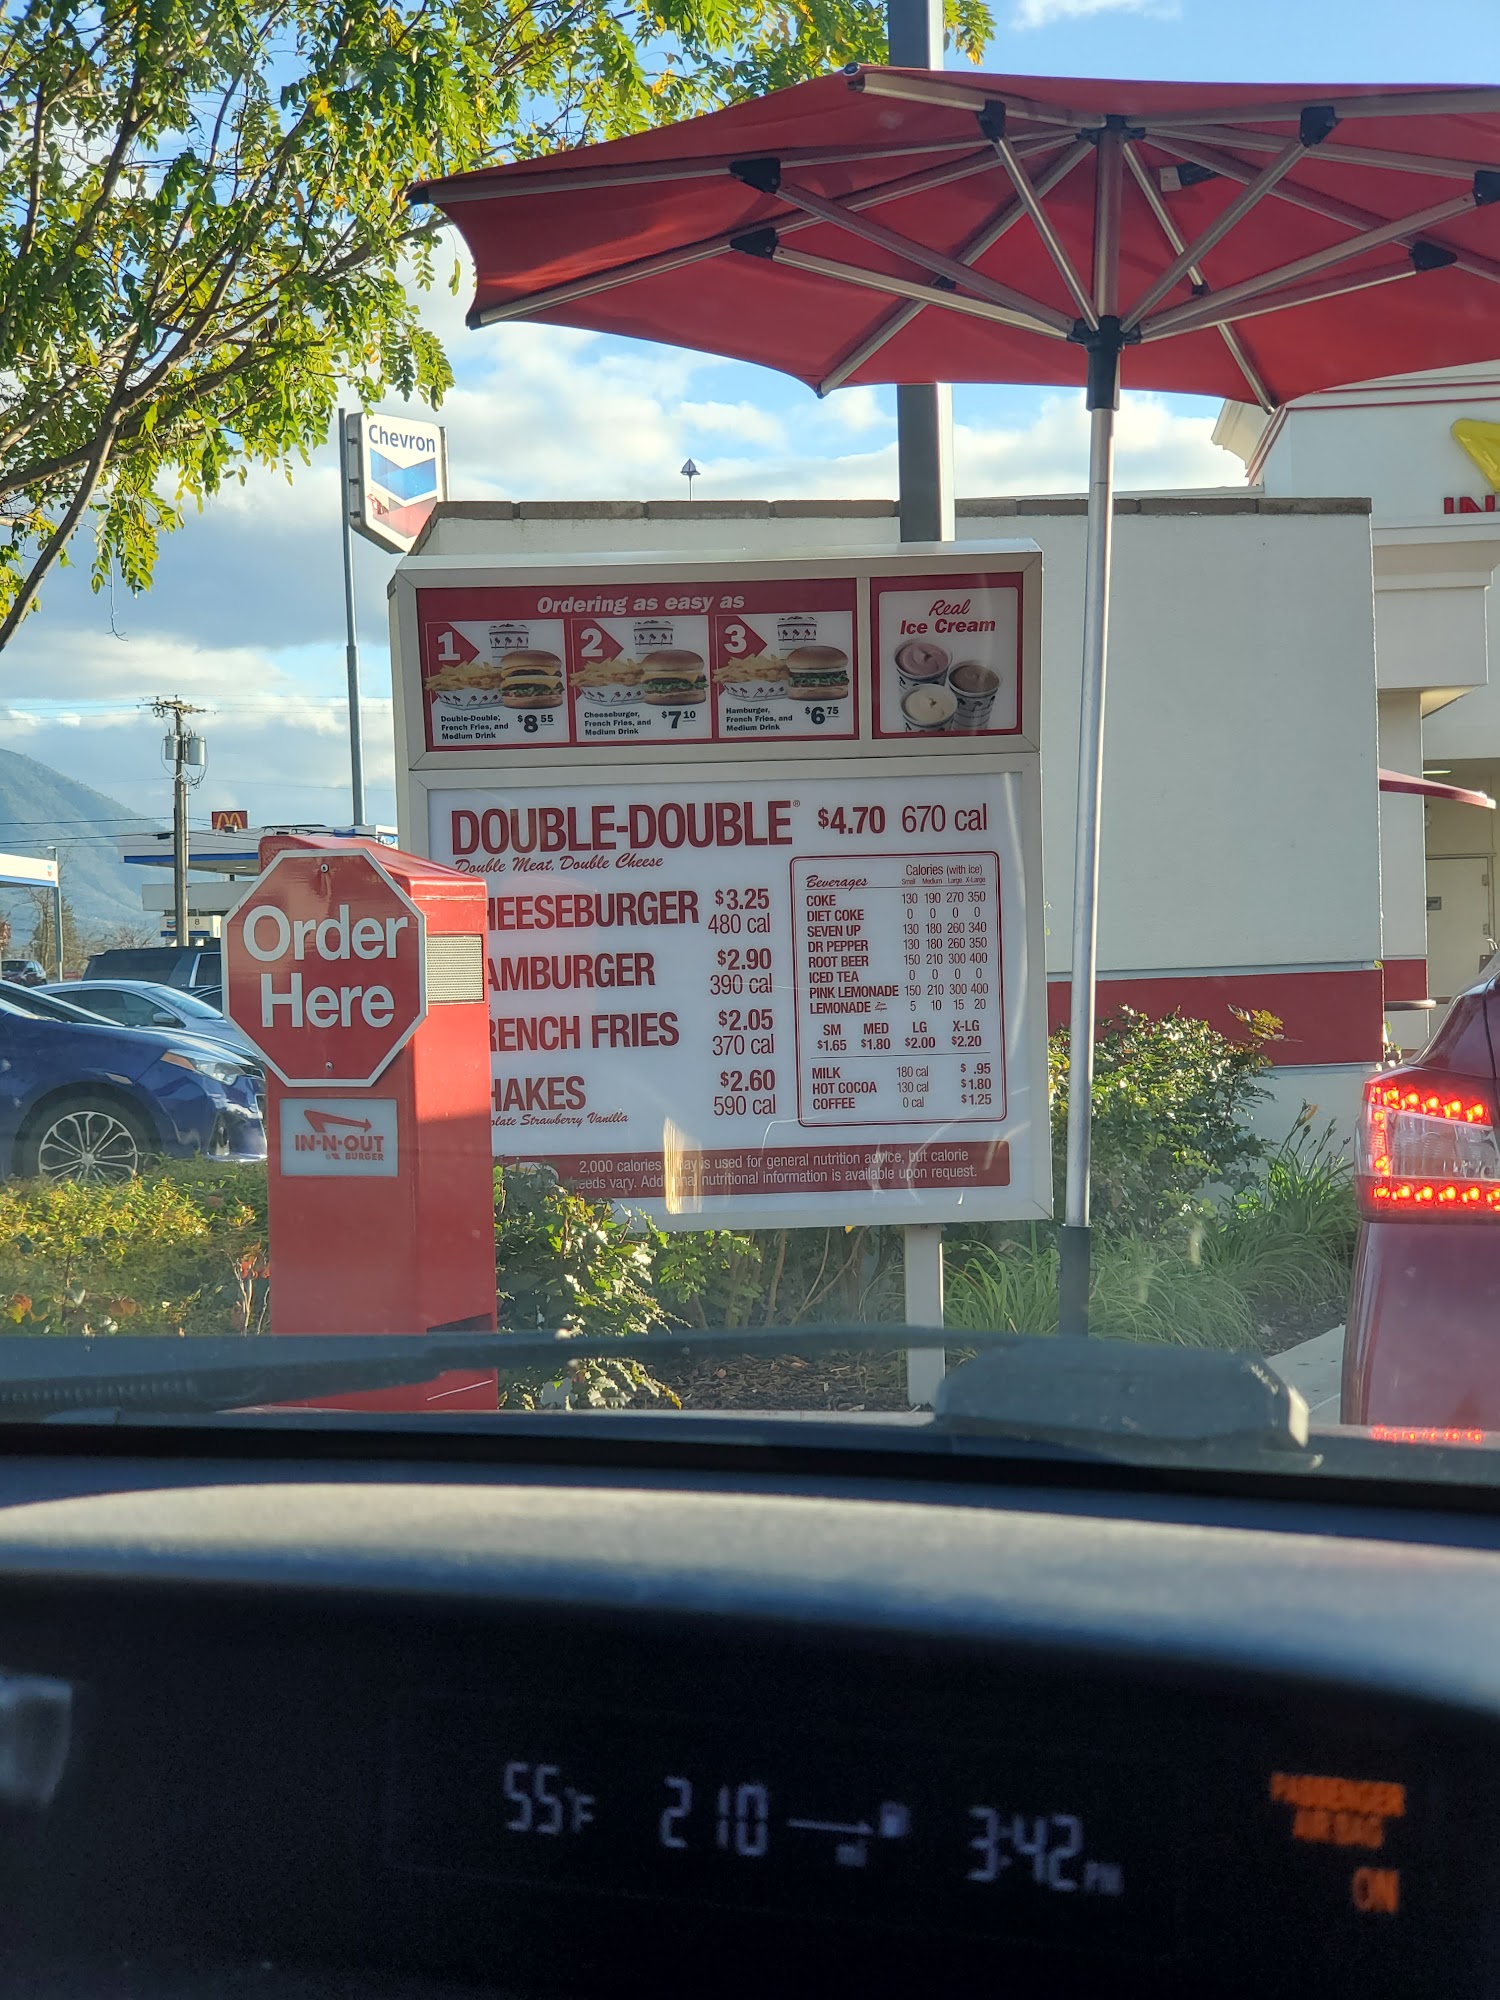 Chevron
Ordering as easy as
1
Double-Double,
French Fries, and
Medium Drink
$8 55
2
Cheeseburger,
French Fries, and
Medium Drink
$7 10
3
Hamburger,
French Fries, and
Medium Drink
$6 75
Real
Ice Cream
IN
DOUBLE-DOUBLE® $4.70 670 cal
Double Meat, Double Cheese
HEESEBURGER $3.25
480 cal
AMBURGER $2.90
390 cal
RENCH FRIES $2.05
370 cal
HAKES $2.60
590 cal
olate Strawberry Vanilla
Beverages Calories (with ice)
Small Medium Large X-Large
COKE 130 190 270 350
DIET COKE 0 0 0 0
SEVEN UP 130 180 260 340
DR PEPPER 130 180 260 350
ROOT BEER 150 210 300 400
ICED TEA 0 0 0 0
PINK LEMONADE 150 210 300 400
LEMONADE 5 10 15 20
SM MED LG X-LG
$1.65 $1.80 $2.00 $2.20
MILK 180 cal $ .95
HOT COCOA 130 cal $1.80
COFFEE 0 cal $1.25
2,000 calories day is used for general nutrition advice, but calorie
eeds vary. Add nal nutritional information is available upon request.
Order
Here
IN-N-OUT
BURGER
8
55°F 210 mi 3:42 PM
PASSENGER
AIR BAG
ON